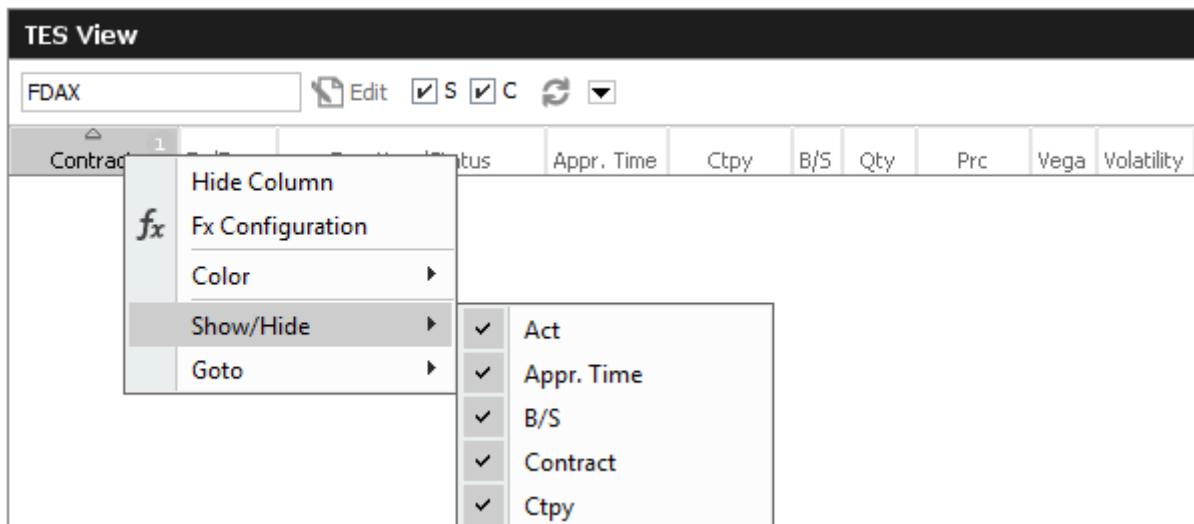 TES View
FDAX Edit S C
1
Contract Appr. Time Ctpy B/S Qty Prc Vega Volatility
Hide Column
fx Fx Configuration
Color
Show/Hide
Goto
Act
Appr. Time
B/S
Contract
Ctpy